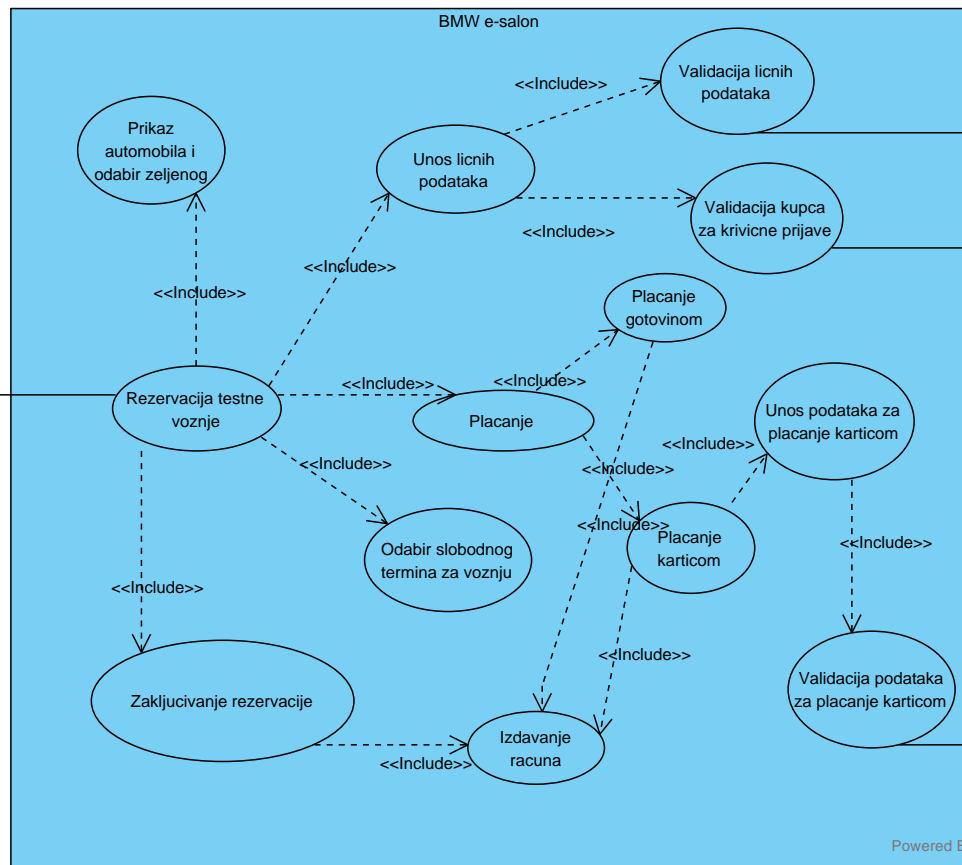 BMW e-salon
Validacija licnih
podataka
<<Include>>
Prikaz
automobila i
odabir zeljenog
Unos licnih
podataka
Validacija kupca
za krivicne prijave
<<Include>>
<<Include>>
<<Include>>
Placanje
gotovinom
<<Include>>
<<Include>>
Rezervacija testne
voznje
Placanje
Unos podataka za
placanje karticom
<<Include>>
<<Include>>
<<Include>>
<<Include>>
Odabir slobodnog
termina za voznju
Placanje
karticom
<<Include>>
<<Include>>
<<Include>>
Zakljucivanje rezervacije
Validacija podataka
za placanje karticom
Izdavanje
racuna
<<Include>>
Powered B